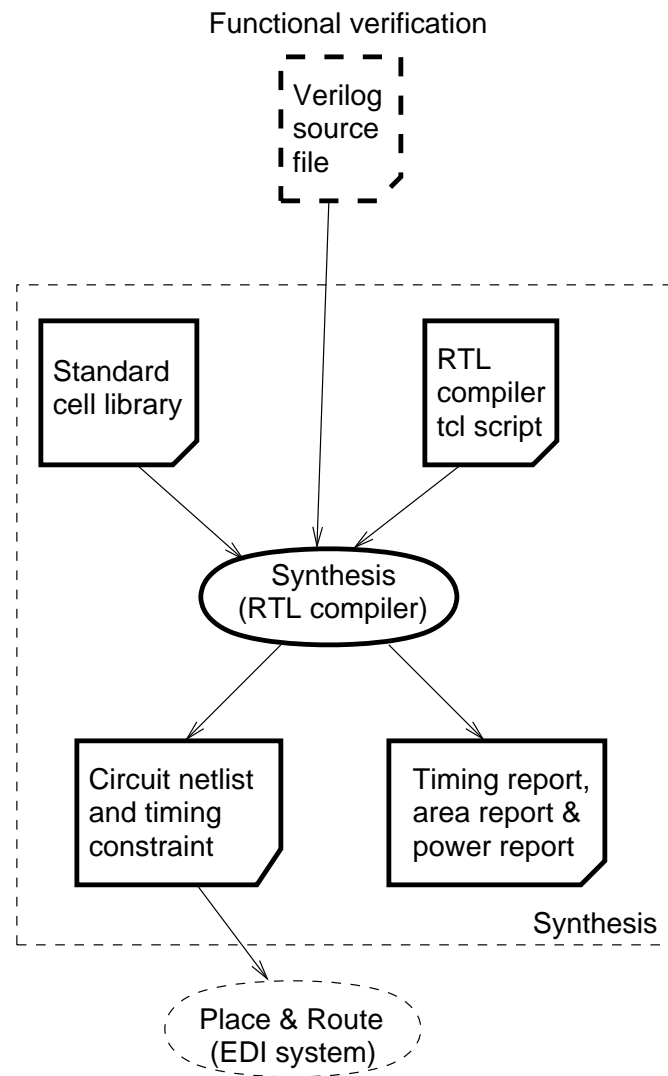 Functional verification
Verilog
source
file
Standard
cell library
RTL
compiler
tcl script
Synthesis
(RTL compiler)
Circuit netlist
and timing
constraint
Timing report,
area report &
power report
Synthesis
Place & Route
(EDI system)